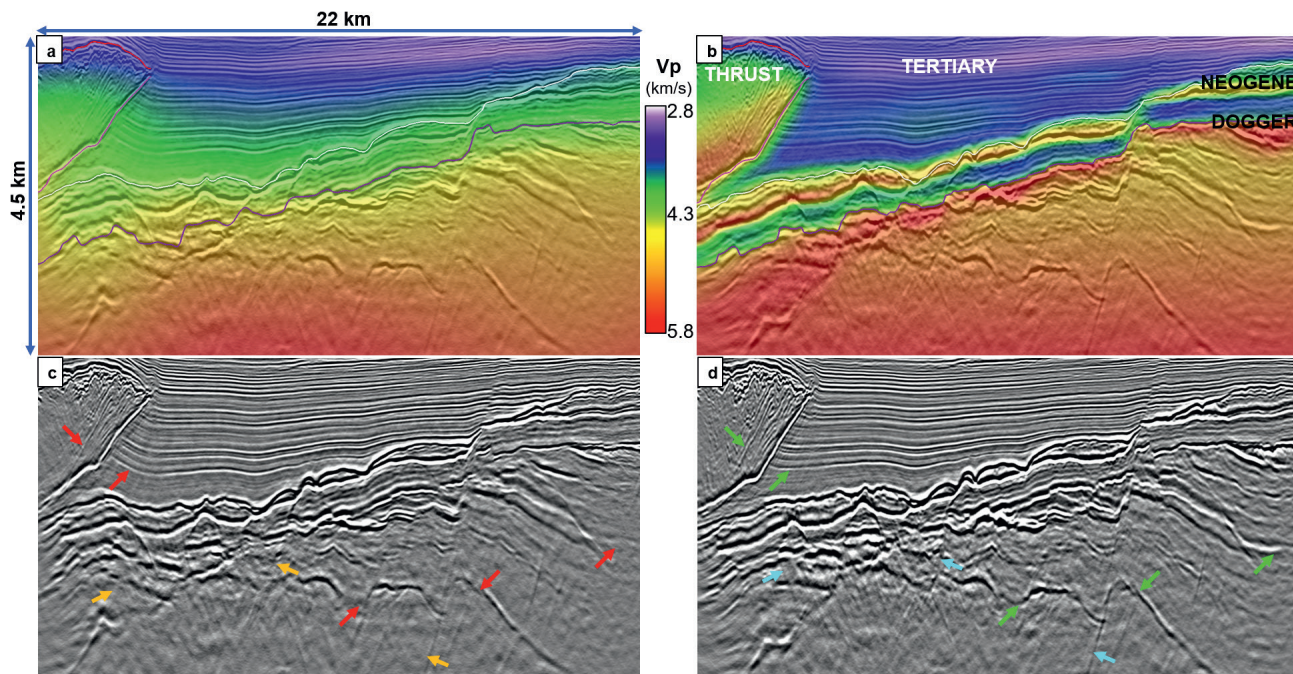 22 km
a
b
4.5 km
Vp
(km/s)
2.8
4.3
5.8
THRUST
TERTIARY
NEOGENE
DOGGER
c
d